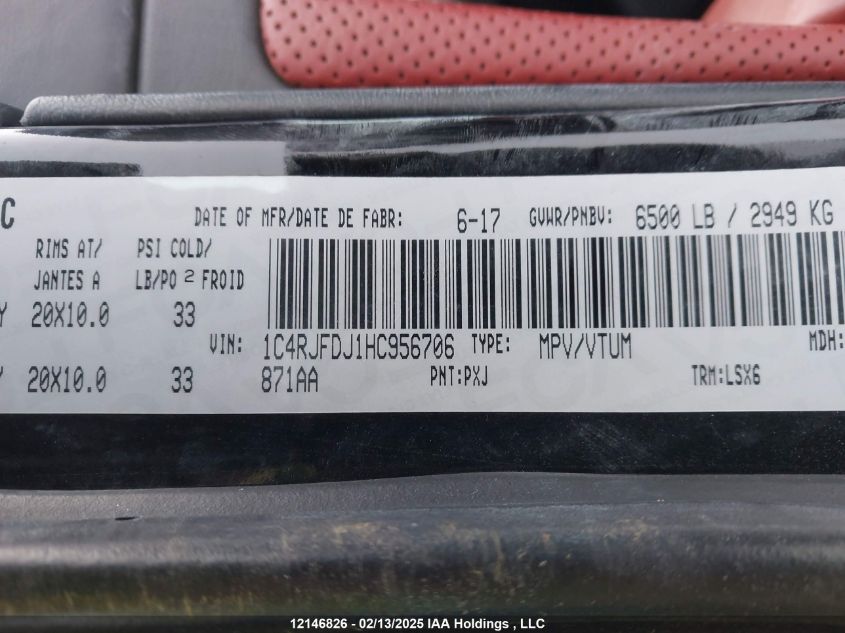 C
DATE OF MFR/DATE DE FABR: 6-17 GVWR/PNBV: 6500 LB / 2949 KG
RIMS AT/ PSI COLD/
JANTES A LB/PO 2 FROID
Y 20X10.0 33
VIN: 1C4RJFDJ1HC956706 TYPE: MPV/VTUM MDH:
Y 20X10.0 33 871AA PNT:PXJ TRM:LSX6
12146826 - 02/13/2025 IAA Holdings , LLC